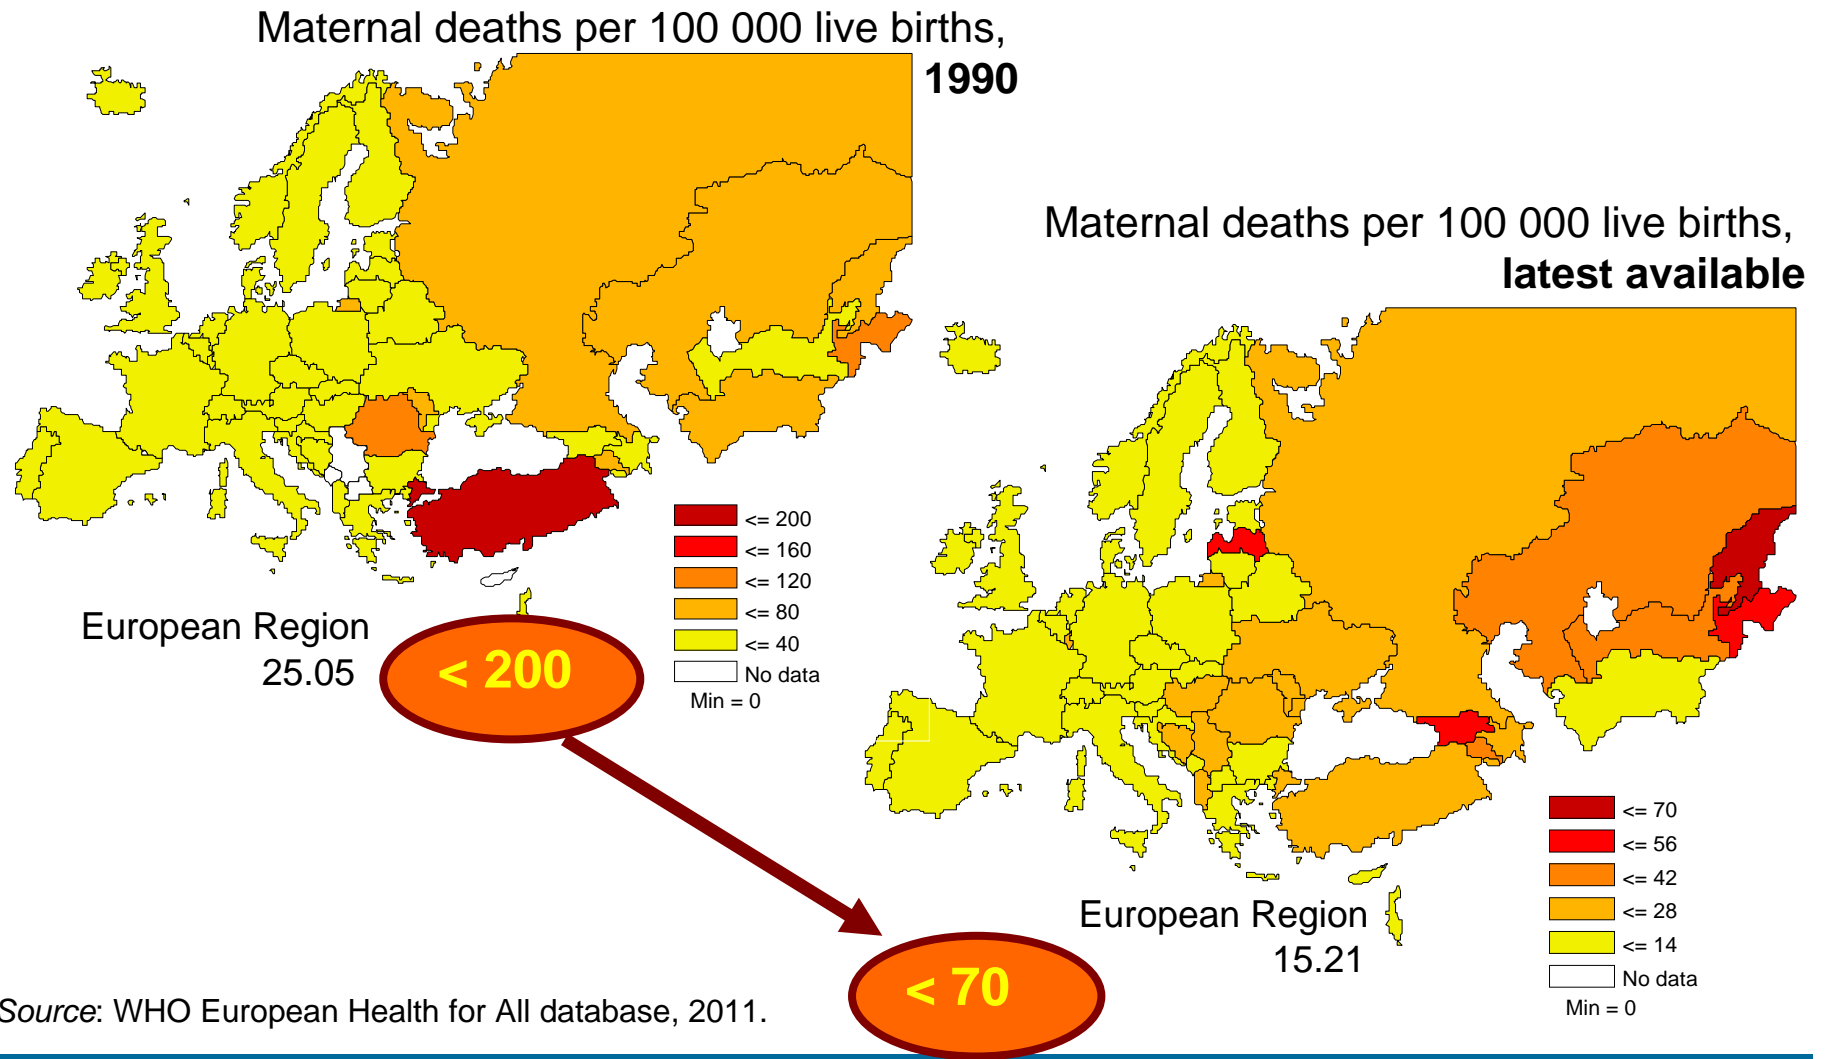 Maternal deaths per 100 000 live births,
1990
<= 200
<= 160
<= 120
<= 80
<= 40
No data
Min = 0
European Region
25.05
< 200
Maternal deaths per 100 000 live births,
latest available
<= 70
<= 56
<= 42
<= 28
<= 14
No data
Min = 0
European Region
15.21
< 70
Source: WHO European Health for All database, 2011.